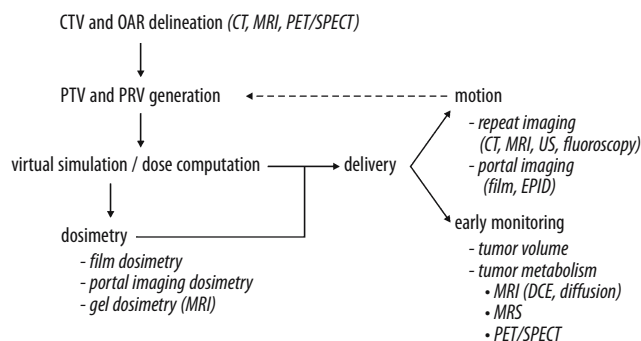 CTV and OAR delineation (CT, MRI, PET/SPECT)
PTV and PRV generation
motion
- repeat imaging
(CT, MRI, US, fluoroscopy)
- portal imaging
(film, EPID)
virtual simulation / dose computation
delivery
dosimetry
- film dosimetry
- portal imaging dosimetry
- gel dosimetry (MRI)
early monitoring
- tumor volume
- tumor metabolism
• MRI (DCE, diffusion)
• MRS
• PET/SPECT